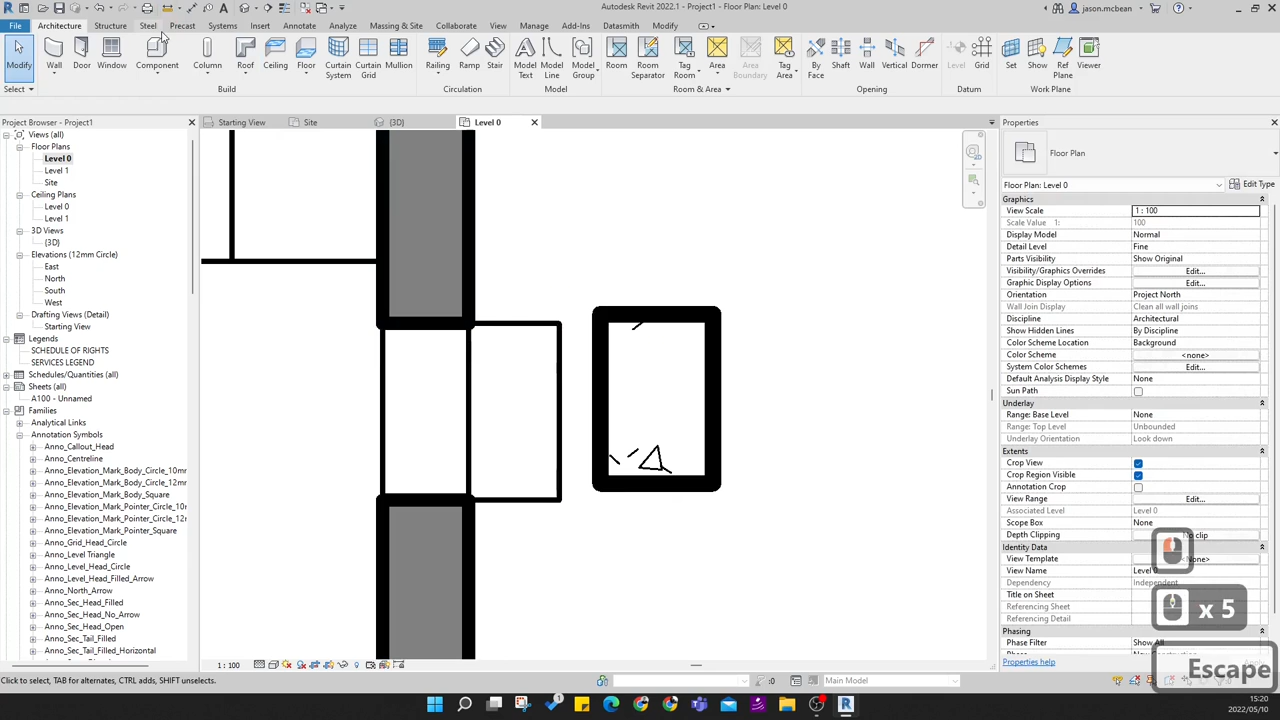 Autodesk Revit 2022.1 - Project1 - Floor Plan: Level 0
jason.mcbean
File Architecture Structure Steel Precast Systems Insert Annotate Analyze Massing & Site Collaborate View Manage Add-Ins Datasmith Modify
Modify Wall Door Window Component Column Roof Ceiling Floor Curtain System Curtain Grid Mullion Railing Ramp Stair Model Text Model Line Model Group Room Room Separator Tag Room Area Area Boundary Tag Area By Face Shaft Wall Vertical Dormer Level Grid Set Show Ref Plane Viewer
Select Build Circulation Model Room & Area Opening Datum Work Plane
Project Browser - Project1
Starting View Site {3D} Level 0
Properties
Views (all)
Floor Plans
Level 0
Level 1
Site
Ceiling Plans
Level 0
Level 1
3D Views
{3D}
Elevations (12mm Circle)
East
North
South
West
Drafting Views (Detail)
Starting View
Legends
SCHEDULE OF RIGHTS
SERVICES LEGEND
Schedules/Quantities (all)
Sheets (all)
A100 - Unnamed
Families
Analytical Links
Annotation Symbols
Anno_Callout_Head
Anno_Centreline
Anno_Elevation_Mark_Body_Circle_10mr
Anno_Elevation_Mark_Body_Circle_12mr
Anno_Elevation_Mark_Body_Square
Anno_Elevation_Mark_Pointer_Circle_10
Anno_Elevation_Mark_Pointer_Circle_12
Anno_Elevation_Mark_Pointer_Square
Anno_Grid_Head_Circle
Anno_Level Triangle
Anno_Level_Head_Circle
Anno_Level_Head_Filled_Arrow
Anno_North_Arrow
Anno_Sec_Head_Filled
Anno_Sec_Head_No_Arrow
Anno_Sec_Head_Open
Anno_Sec_Tail_Filled
Anno_Sec_Tail_Filled_Horizontal
Floor Plan
Floor Plan: Level 0 Edit Type
Graphics
View Scale 1 : 100
Scale Value 1: 100
Display Model Normal
Detail Level Fine
Parts Visibility Show Original
Visibility/Graphics Overrides Edit...
Graphic Display Options Edit...
Orientation Project North
Wall Join Display Clean all wall joins
Discipline Architectural
Show Hidden Lines By Discipline
Color Scheme Location Background
Color Scheme <none>
System Color Schemes Edit...
Default Analysis Display Style None
Sun Path
Underlay
Range: Base Level None
Range: Top Level Unbounded
Underlay Orientation Look down
Extents
Crop View
Crop Region Visible
Annotation Crop
View Range Edit...
Associated Level Level 0
Scope Box None
Depth Clipping No clip
Identity Data
View Template <None>
View Name Level 0
Dependency Independent
Title on Sheet
Referencing Sheet
Referencing Detail
Phasing
Phase Filter Show All
Properties help
x 5
Escape
1 : 100
Click to select, TAB for alternates, CTRL adds, SHIFT unselects.
:0 Main Model
15:20
2022/05/10